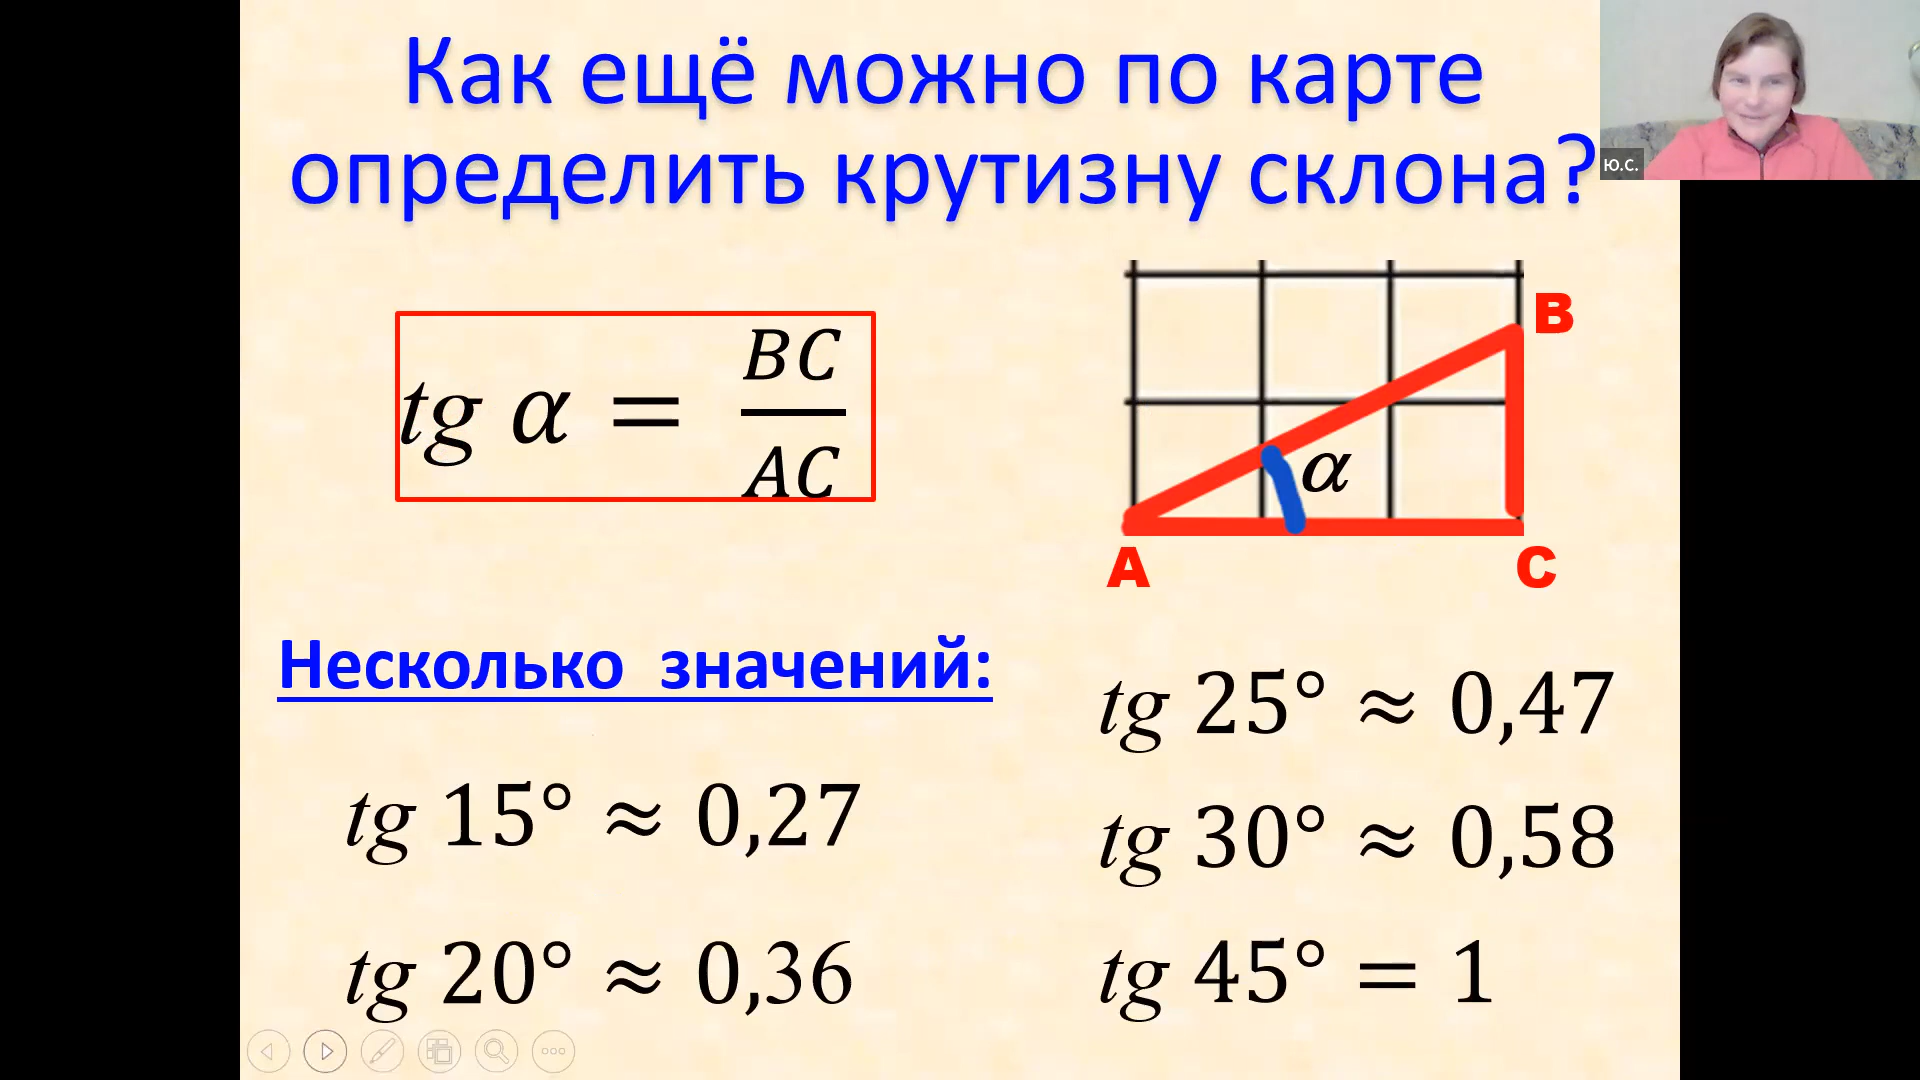 Как ещё можно по карте
определить крутизну склона?
Ю.С.
tg α = BC/AC
B
α
A
C
Несколько значений:
tg 15° ≈ 0,27
tg 20° ≈ 0,36
tg 25° ≈ 0,47
tg 30° ≈ 0,58
tg 45° = 1